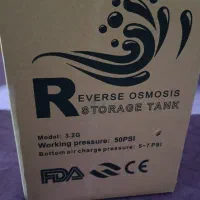 REVERSE OSMOSIS
STORAGE TANK
Model: 3.2G
Working pressure: 50PSI
Bottom air charge pressure: 5-7 PSI
FDA CE